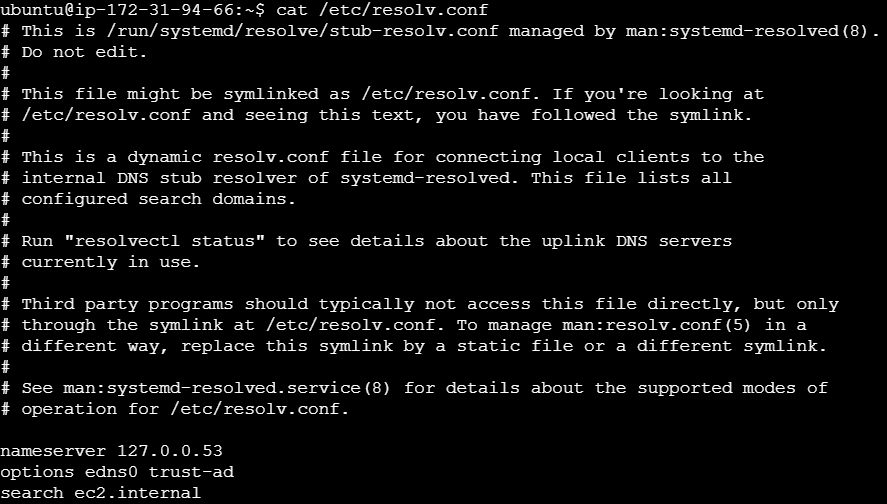 ubuntu@ip-172-31-94-66:~$ cat /etc/resolv.conf
# This is /run/systemd/resolve/stub-resolv.conf managed by man:systemd-resolved(8).
# Do not edit.
#
# This file might be symlinked as /etc/resolv.conf. If you're looking at
# /etc/resolv.conf and seeing this text, you have followed the symlink.
#
# This is a dynamic resolv.conf file for connecting local clients to the
# internal DNS stub resolver of systemd-resolved. This file lists all
# configured search domains.
#
# Run "resolvectl status" to see details about the uplink DNS servers
# currently in use.
#
# Third party programs should typically not access this file directly, but only
# through the symlink at /etc/resolv.conf. To manage man:resolv.conf(5) in a
# different way, replace this symlink by a static file or a different symlink.
#
# See man:systemd-resolved.service(8) for details about the supported modes of
# operation for /etc/resolv.conf.

nameserver 127.0.0.53
options edns0 trust-ad
search ec2.internal